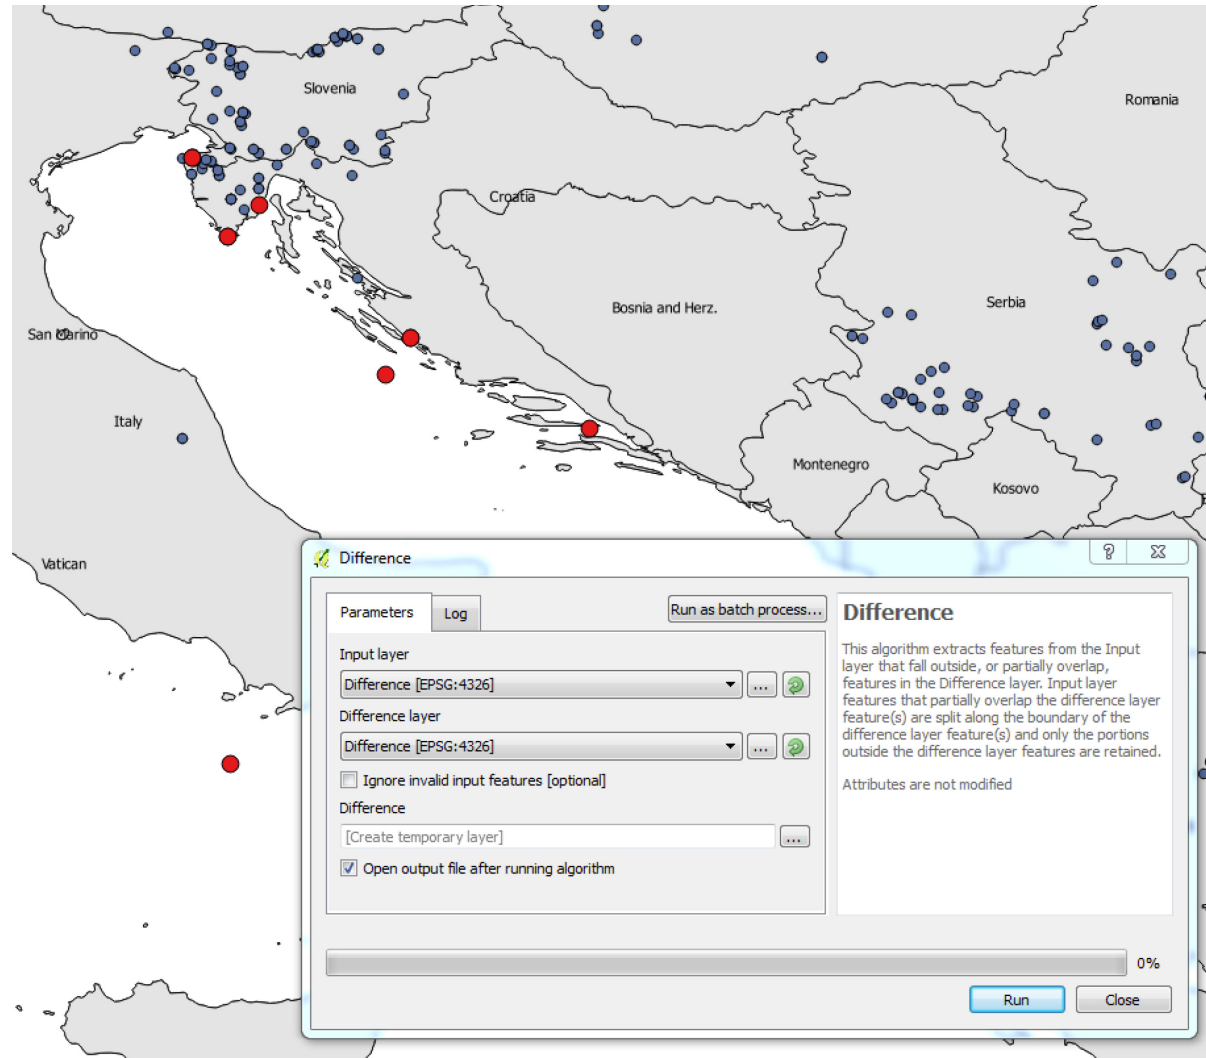 Slovenia
Romania
Croatia
Bosnia and Herz.
Serbia
San Marino
Italy
Montenegro
Kosovo
Vatican
Difference
?
Parameters
Log
Run as batch process...
Input layer
Difference [EPSG:4326]
...
Difference layer
Difference [EPSG:4326]
...
Ignore invalid input features [optional]
Difference
[Create temporary layer]
...
Open output file after running algorithm
Difference
This algorithm extracts features from the Input
layer that fall outside, or partially overlap,
features in the Difference layer. Input layer
features that partially overlap the difference layer
feature(s) are split along the boundary of the
difference layer feature(s) and only the portions
outside the difference layer features are retained.
Attributes are not modified
0%
Run
Close